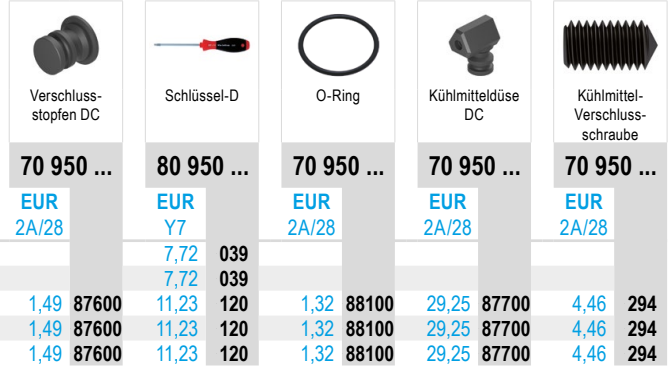 Verschluss-
stopfen DC
Schlüssel-D
O-Ring
Kühlmitteldüse
DC
Kühlmittel-
Verschluss-
schraube
70 950 ... 80 950 ... 70 950 ... 70 950 ... 70 950 ...
EUR EUR EUR EUR EUR
2A/28 Y7 2A/28 2A/28 2A/28
7,72 039
7,72 039
1,49 87600 11,23 120 1,32 88100 29,25 87700 4,46 294
1,49 87600 11,23 120 1,32 88100 29,25 87700 4,46 294
1,49 87600 11,23 120 1,32 88100 29,25 87700 4,46 294